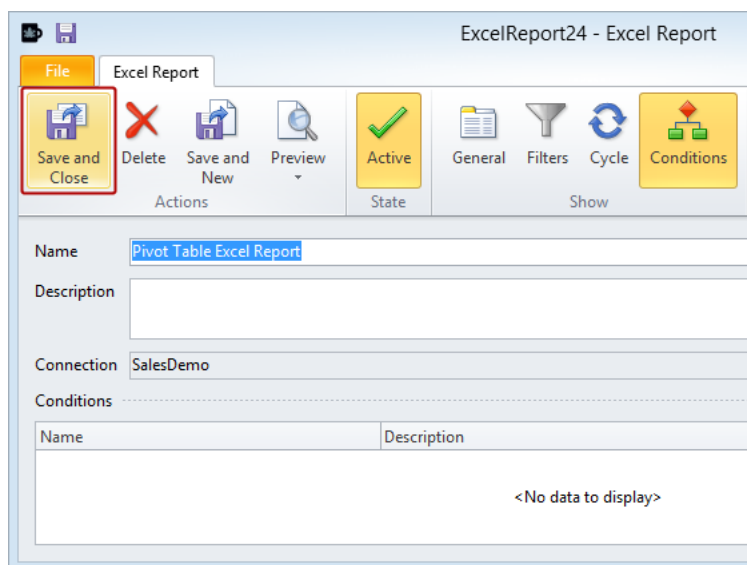 ExcelReport24 - Excel Report
File Excel Report
Save and Close Delete Save and New Preview Active General Filters Cycle Conditions
Actions State Show
Name Pivot Table Excel Report
Description
Connection SalesDemo
Conditions
Name Description
<No data to display>